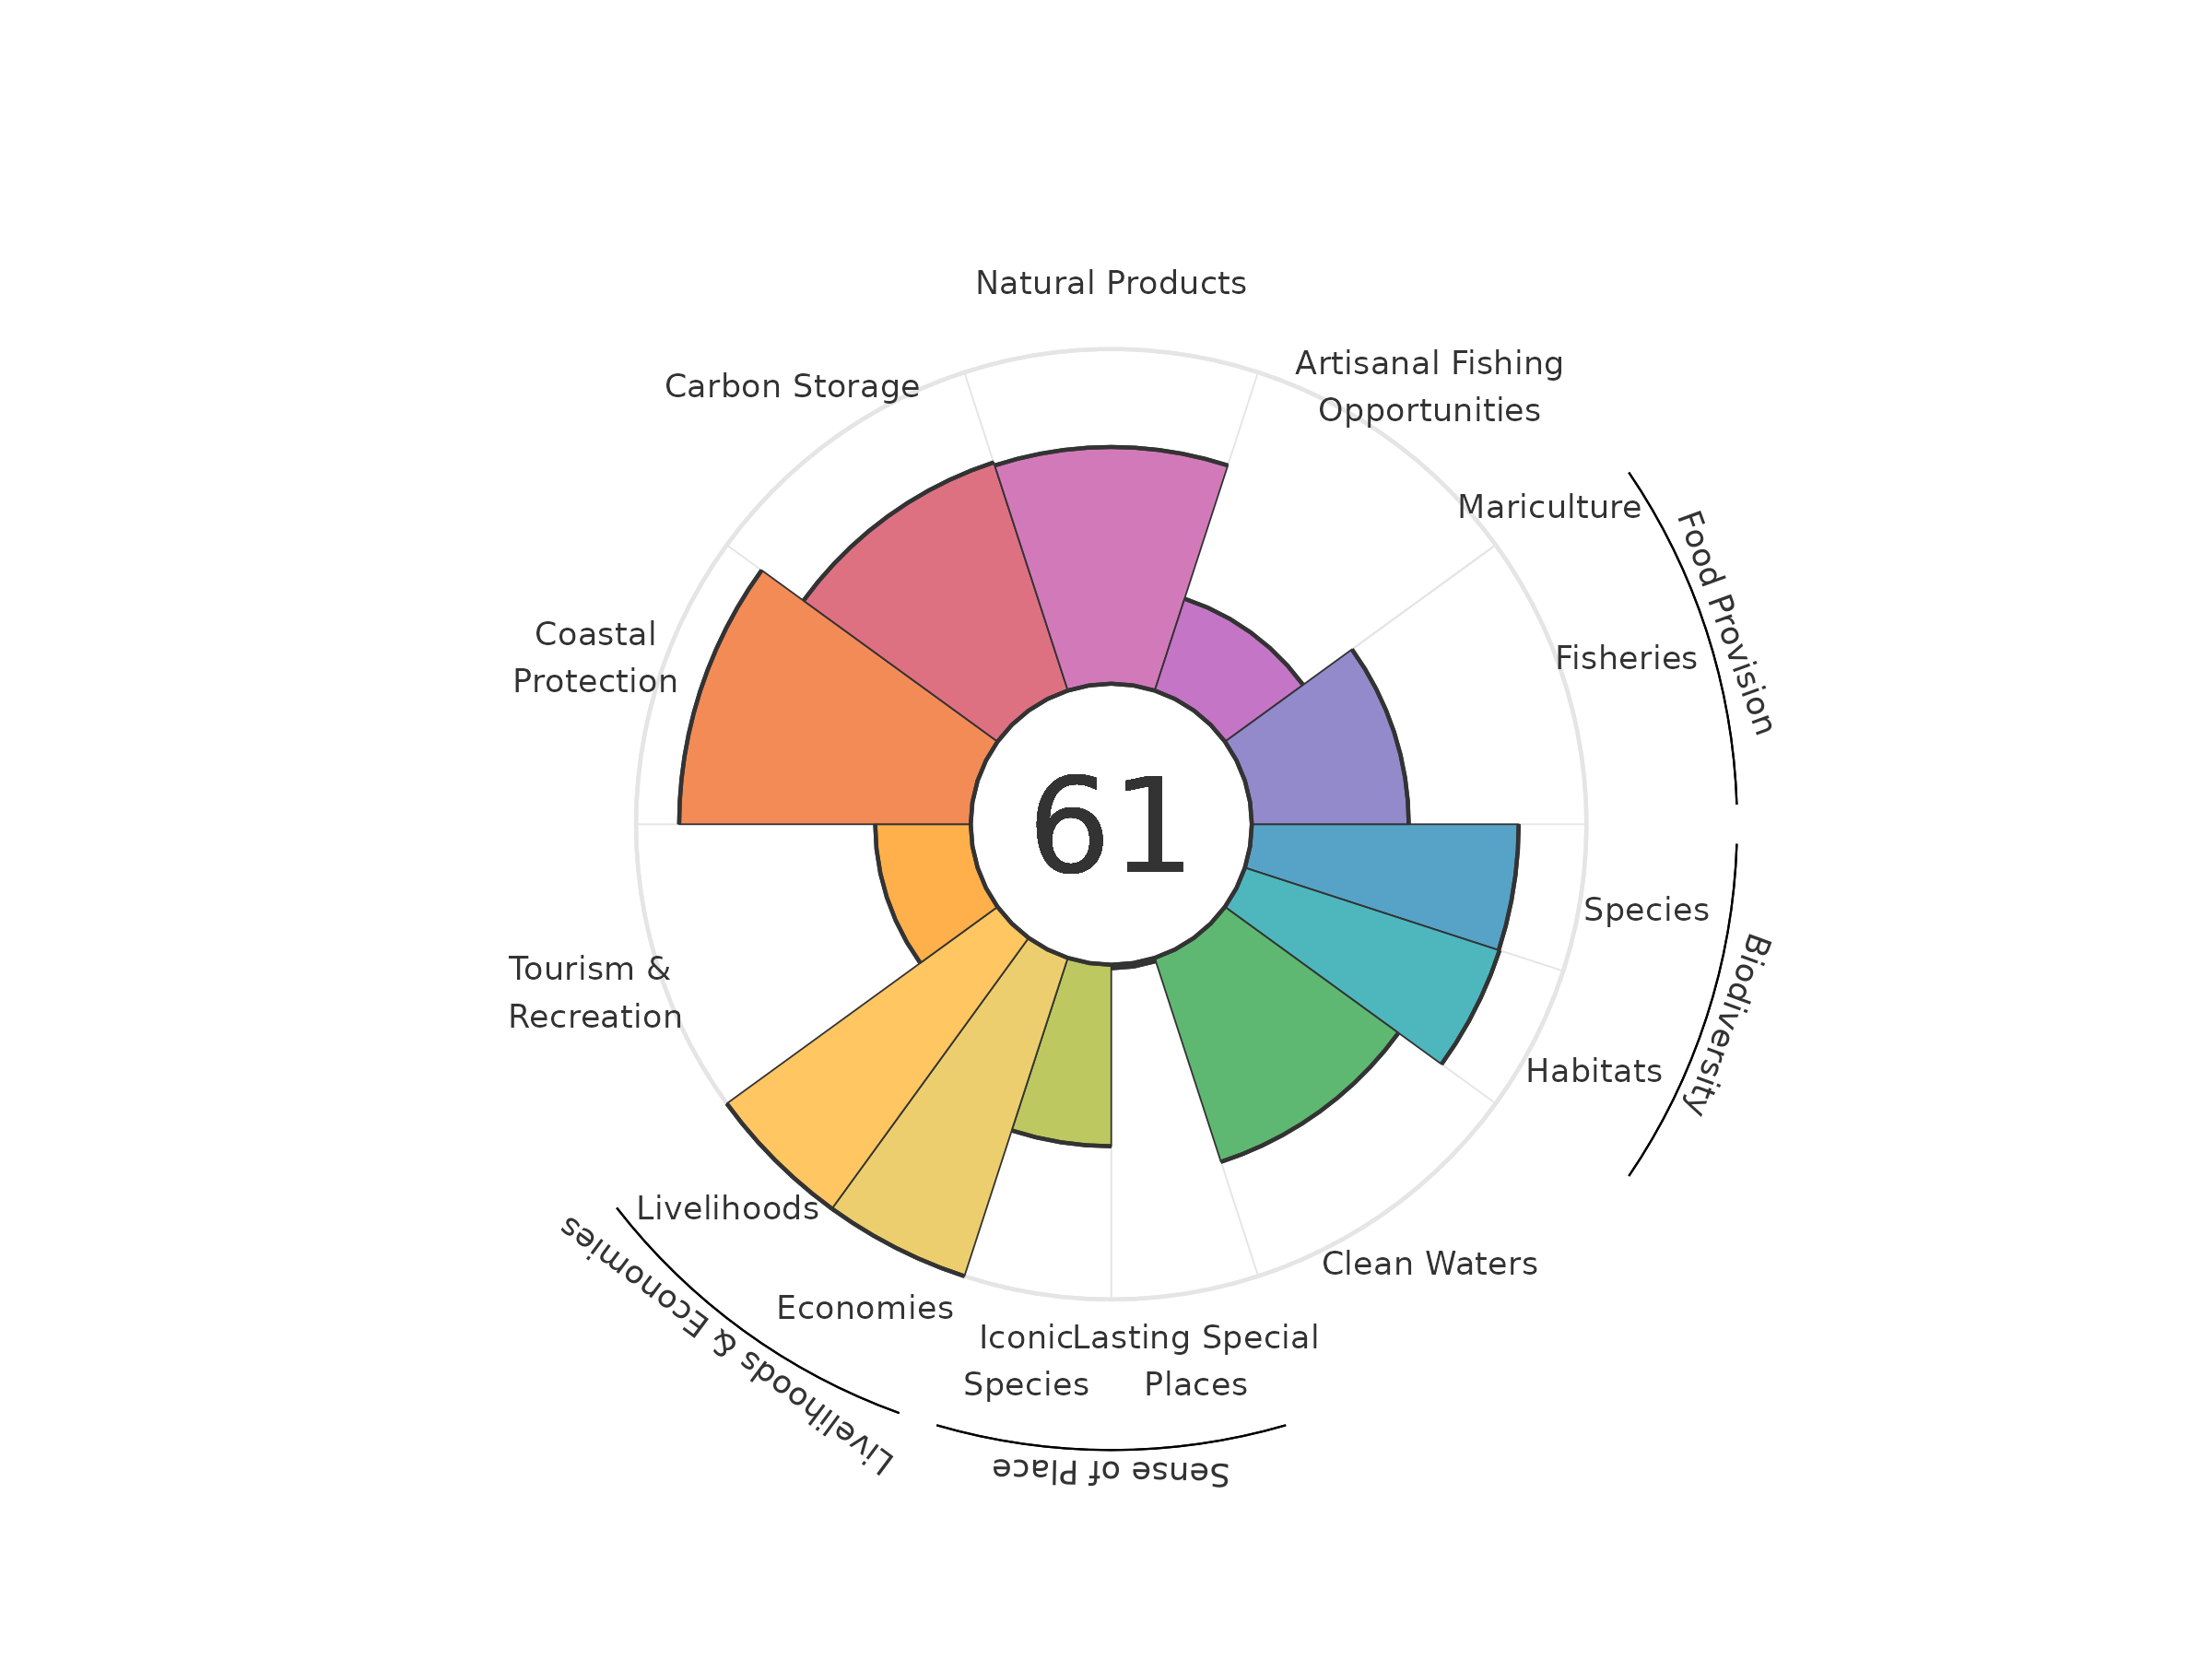 Natural Products
Artisanal Fishing
Opportunities
Carbon Storage
Mariculture
Food Provision
Fisheries
Coastal
Protection
61
Species
Biodiversity
Habitats
Tourism &
Recreation
Livelihoods
Livelihoods & Economies
Economies
Clean Waters
Iconic
Species
Lasting Special
Places
Sense of Place